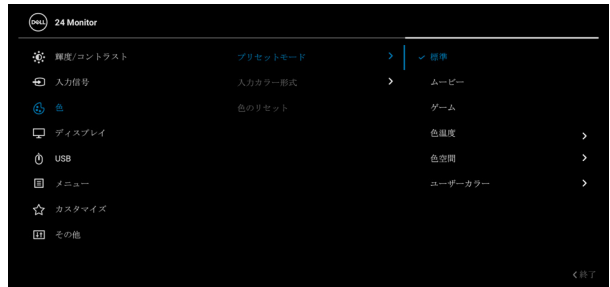 DELL 24 Monitor
輝度/コントラスト プリセットモード ✓ 標準
入力信号 入力カラー形式 ムービー
色 色のリセット ゲーム
ディスプレイ 色温度
USB 色空間
メニュー ユーザーカラー
カスタマイズ
その他
終了